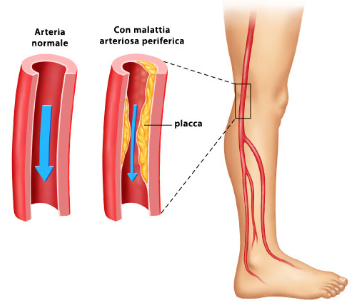 Arteria
normale
Con malattia
arteriosa periferica
placca